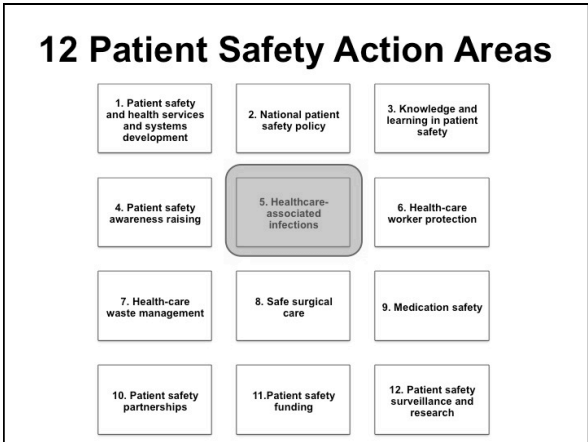 12 Patient Safety Action Areas
1. Patient safety
and health services
and systems
development
2. National patient
safety policy
3. Knowledge and
learning in patient
safety
4. Patient safety
awareness raising
5. Healthcare-
associated
infections
6. Health-care
worker protection
7. Health-care
waste management
8. Safe surgical
care
9. Medication safety
10. Patient safety
partnerships
11.Patient safety
funding
12. Patient safety
surveillance and
research